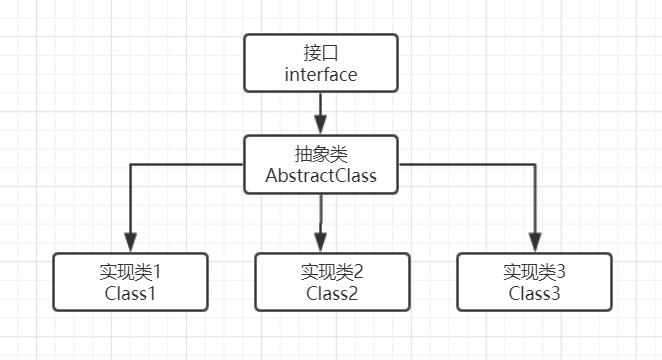 接口
interface
抽象类
AbstractClass
实现类1
Class1
实现类2
Class2
实现类3
Class3